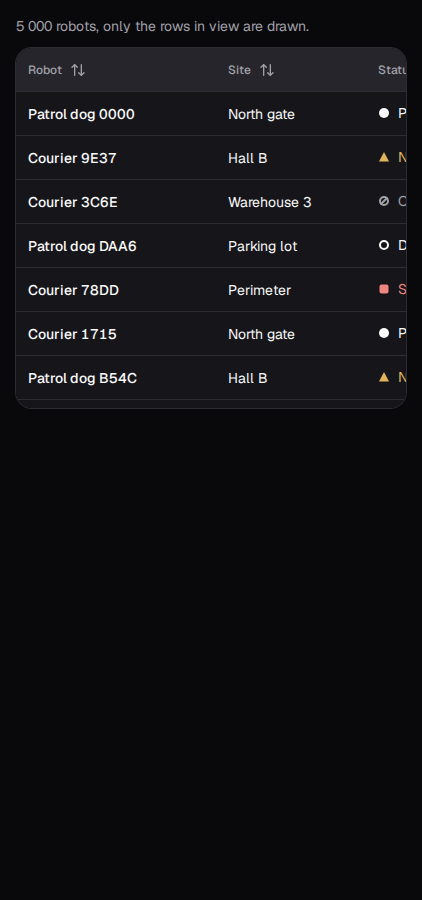 5 000 robots, only the rows in view are drawn.
Robot Site
Patrol dog 0000 North gate
Courier 9E37 Hall B
Courier 3C6E Warehouse 3
Patrol dog DAA6 Parking lot
Courier 78DD Perimeter
Courier 1715 North gate
Patrol dog B54C Hall B